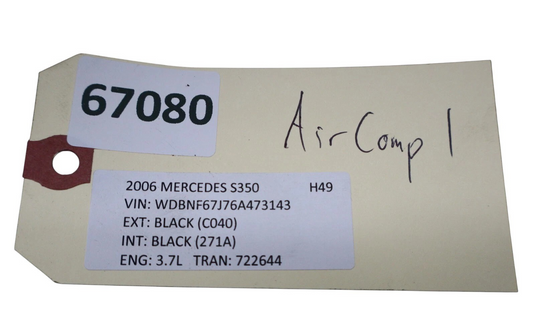 67080
Air Comp 1
2006 MERCEDES S350 H49
VIN: WDBNF67J76A473143
EXT: BLACK (C040)
INT: BLACK (271A)
ENG: 3.7L TRAN: 722644